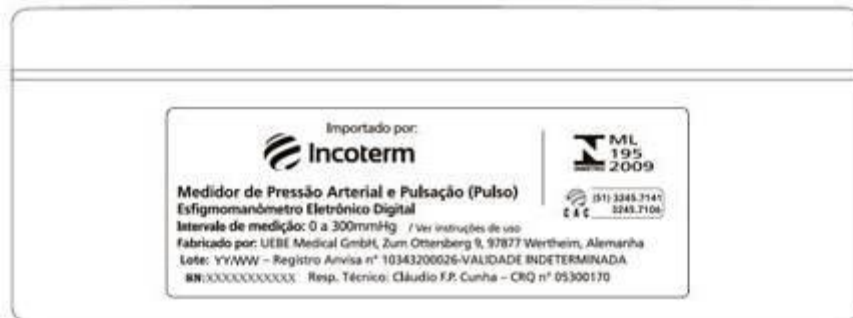 Importado por:
Incoterm
ML
195
2009
INMETRO
Medidor de Pressão Arterial e Pulsação (Pulso)
Esfigmomanômetro Eletrônico Digital
Intervalo de medição: 0 a 300mmHg / Ver instruções de uso
CAC
(51) 3245.7141
3245.7106
Fabricado por: UEBE Medical GmbH, Zum Ottersberg 9, 97877 Wertheim, Alemanha
Lote: YY/WW – Registro Anvisa n° 10343200026-VALIDADE INDETERMINADA
SN:XXXXXXXXXXX Resp. Técnico: Cláudio F.P. Cunha – CRQ n° 05300170